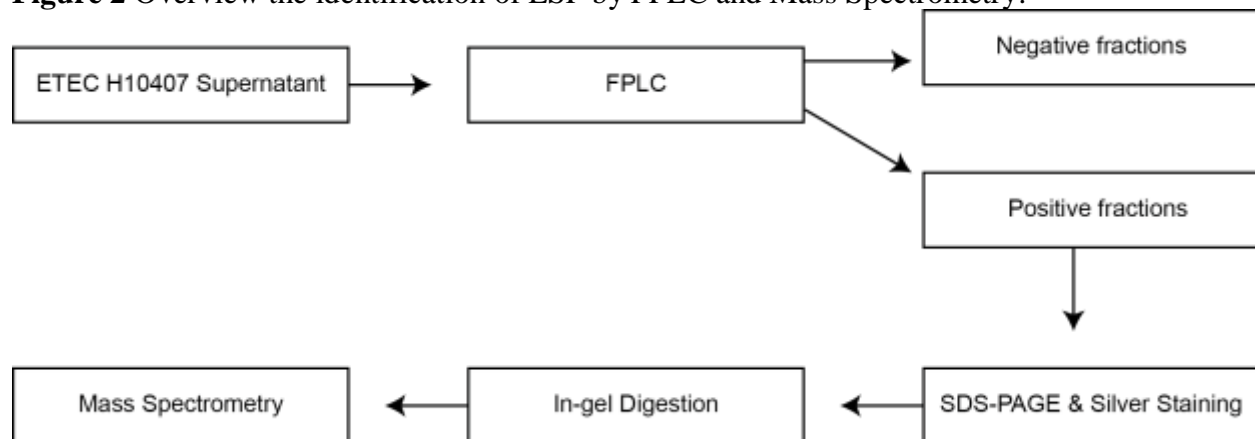 Figure 2 Overview the identification of ESP by FPLC and Mass Spectrometry.
Negative fractions
ETEC H10407 Supernatant
FPLC
Positive fractions
SDS-PAGE & Silver Staining
In-gel Digestion
Mass Spectrometry